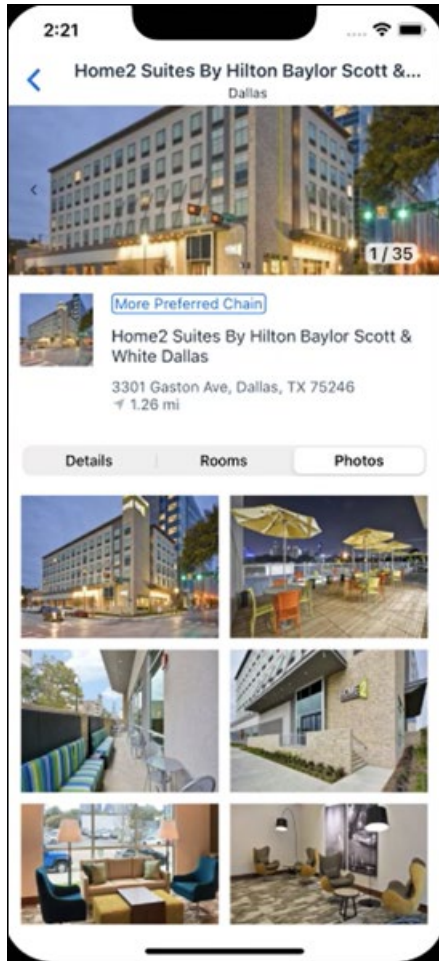 2:21
Home2 Suites By Hilton Baylor Scott &...
Dallas
1 / 35
More Preferred Chain
Home2 Suites By Hilton Baylor Scott &
White Dallas
3301 Gaston Ave, Dallas, TX 75246
1.26 mi
Details
Rooms
Photos